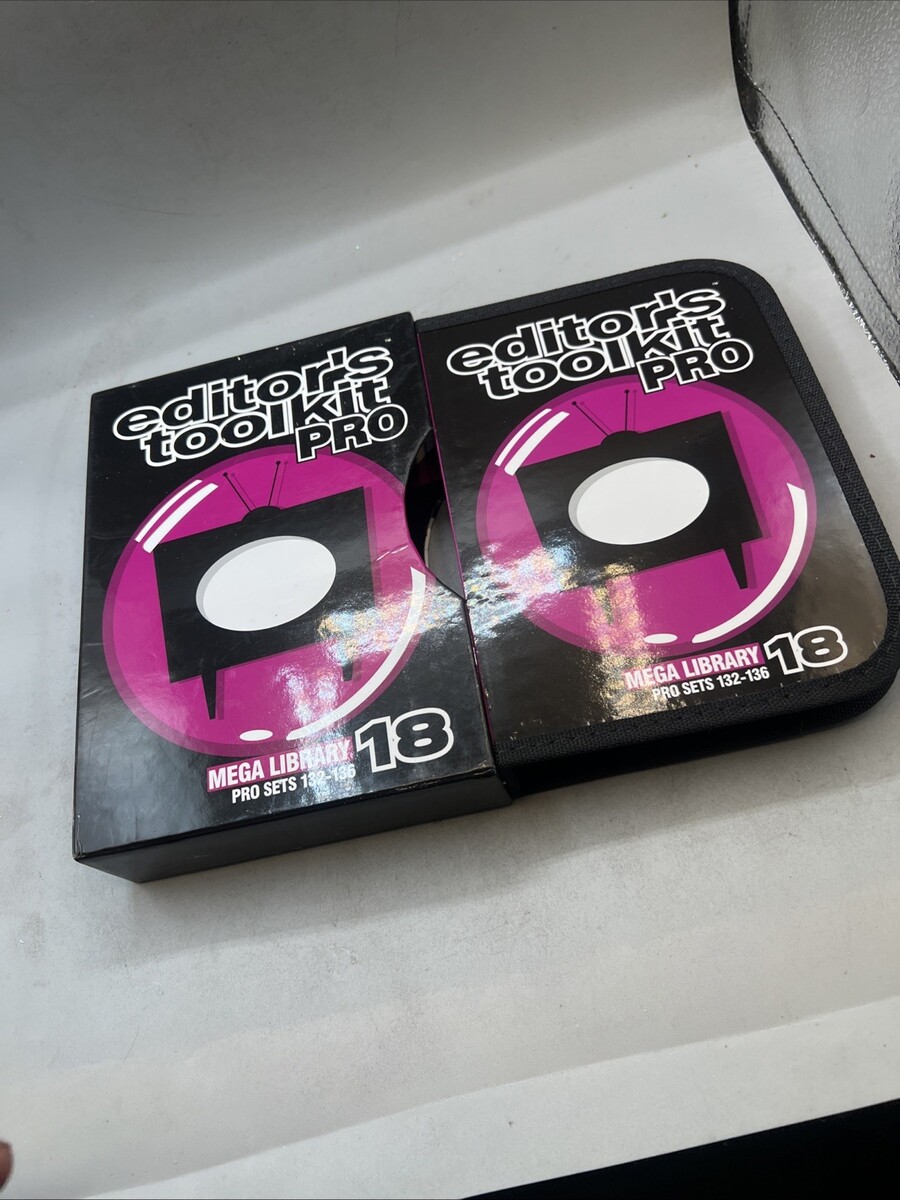 editor's
toolkit
PRO
MEGA LIBRARY 18
PRO SETS 132-136
editor's
toolkit
PRO
MEGA LIBRARY 18
PRO SETS 132-136